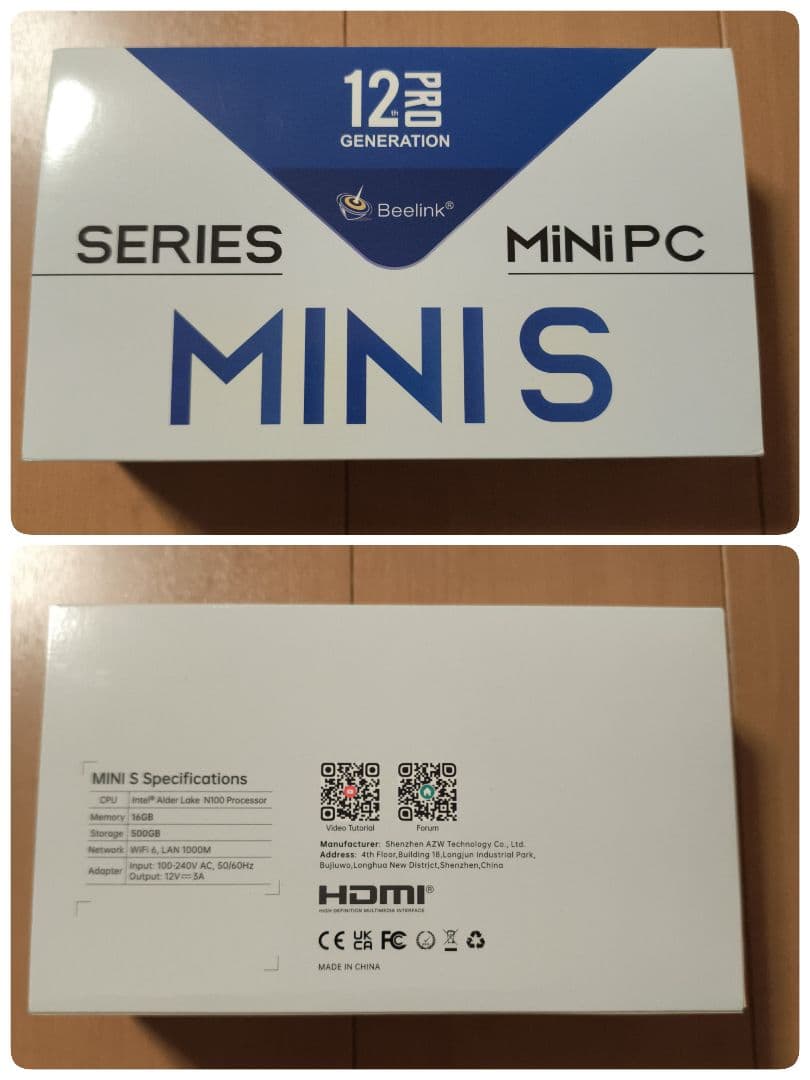 12th PRO
GENERATION
Beelink®
SERIES
MiNi PC
MINI S
MINI S Specifications
CPU Intel® Alder Lake N100 Processor
Memory 16GB
Storage 500GB
Network WiFi 6, LAN 1000M
Adapter Input: 100-240V AC, 50/60Hz
Output: 12V⎓3A
Video Tutorial
Forum
Manufacturer: Shenzhen AZW Technology Co., Ltd.
Address: 4th Floor,Building 18,Longjun Industrial Park,
Bujiuwo,Longhua New District,Shenzhen,China
HDMI®
HIGH DEFINITION MULTIMEDIA INTERFACE
CE UK CA FC
MADE IN CHINA